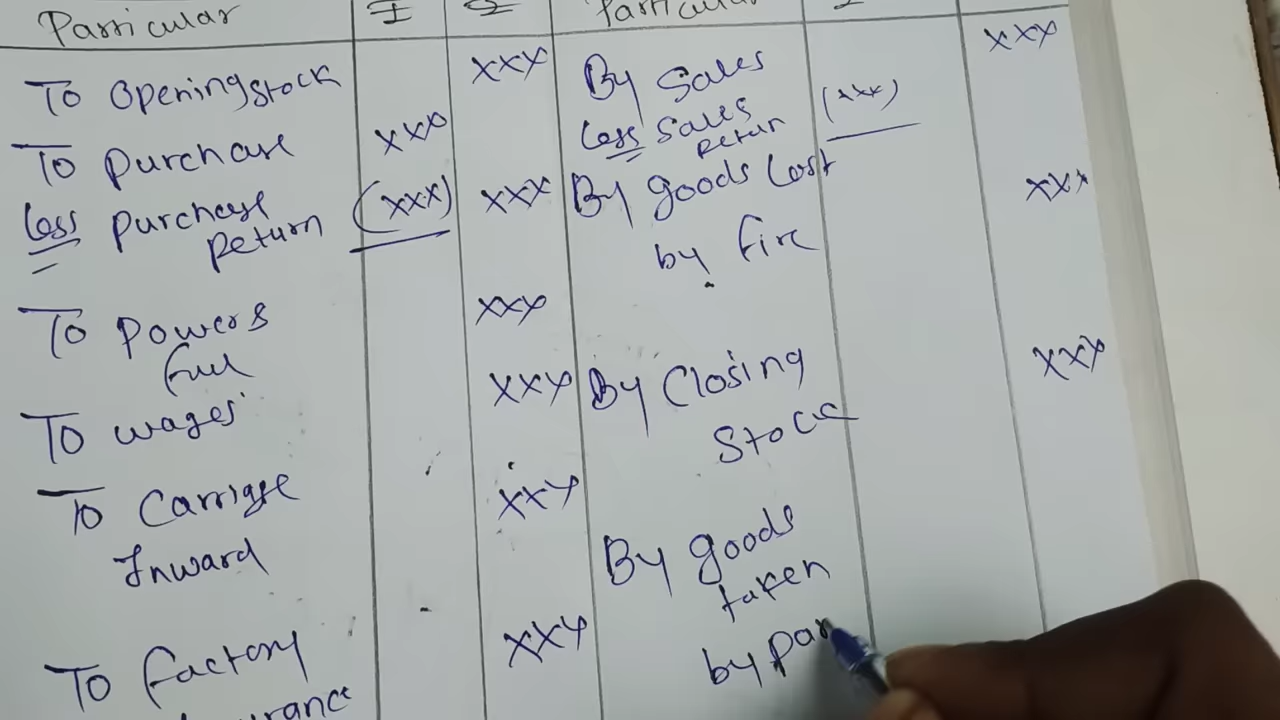 Particular I I Particular I
To Opening stock xxx By Sales xxx
To purchase xxx less sales Return (xxx)
less purchase Return (xxx) xxx By goods Lost by fire xxx
To Power & fuel xxx
To wages xxx By Closing Stock xxx
To Carriage Inward xxx By goods taken
To factory xxx by par